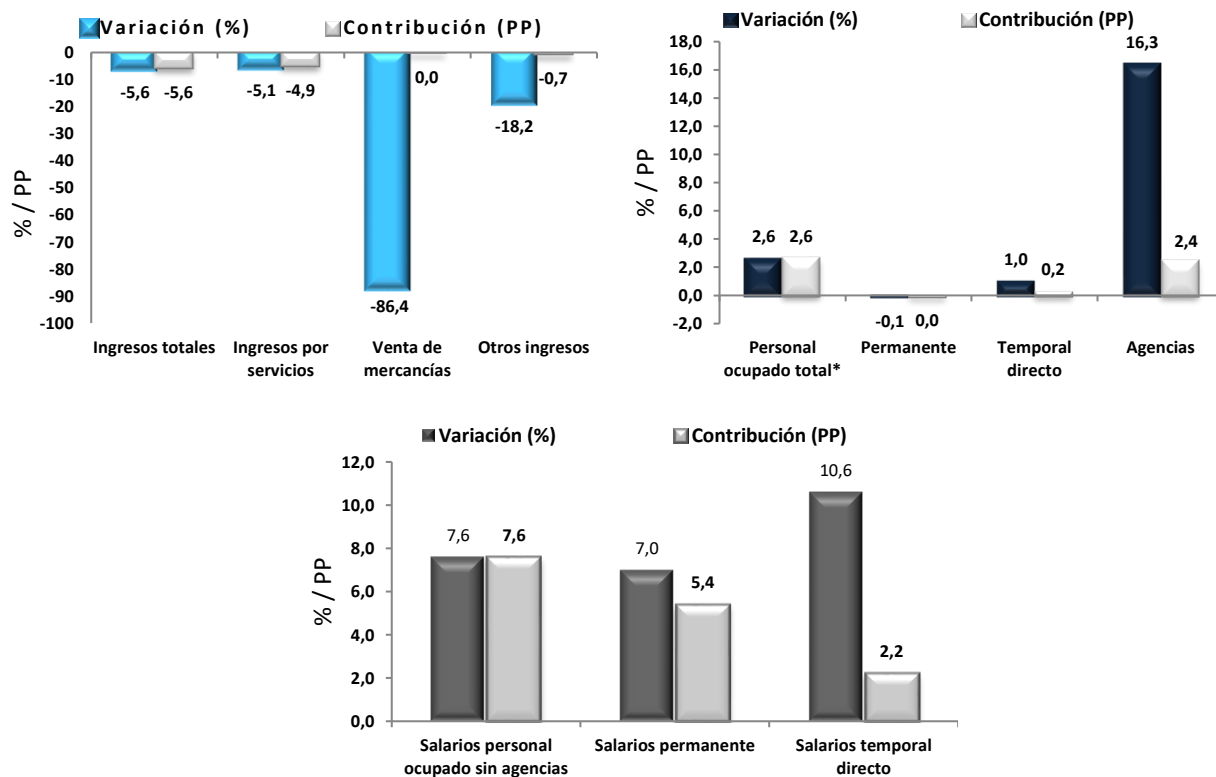 Variación (%) Contribución (PP)
0
-10
-20
-30
-40
-50
-60
-70
-80
-90
-100
% / PP
-5,6 -5,6
-5,1 -4,9
-86,4 0,0
-18,2 -0,7
Ingresos totales
Ingresos por
servicios
Venta de
mercancías
Otros ingresos
Variación (%) Contribución (PP)
18,0
16,0
14,0
12,0
10,0
8,0
6,0
4,0
2,0
0,0
-2,0
% / PP
2,6 2,6
-0,1 0,0
1,0 0,2
16,3 2,4
Personal
ocupado total*
Permanente
Temporal
directo
Agencias
Variación (%) Contribución (PP)
12,0
10,0
8,0
6,0
4,0
2,0
0,0
% / PP
7,6 7,6
7,0 5,4
10,6 2,2
Salarios personal
ocupado sin agencias
Salarios permanente
Salarios temporal
directo